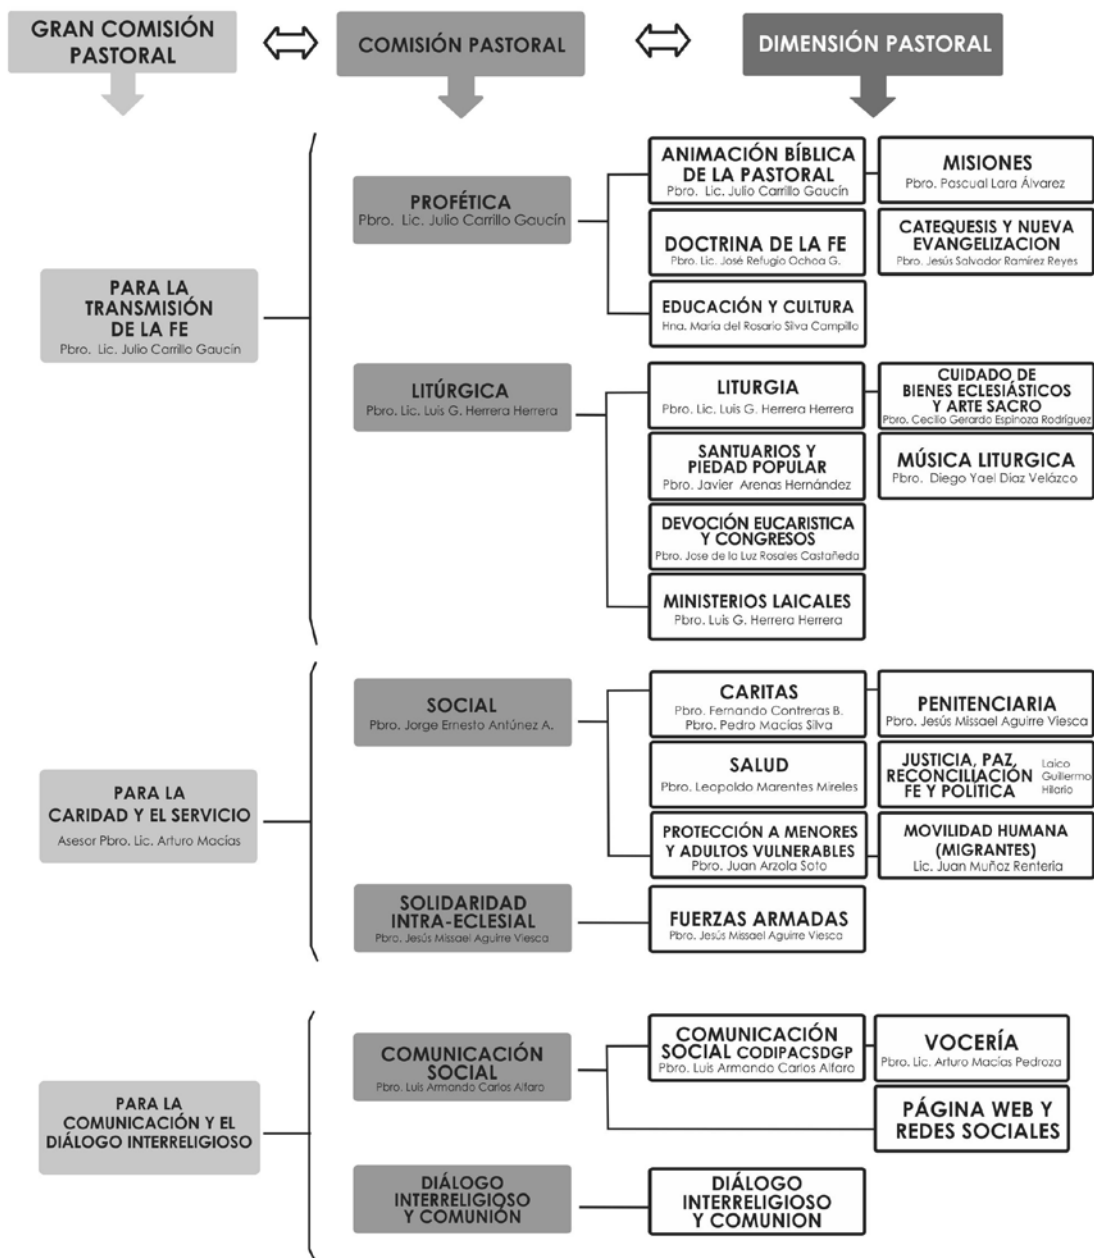 GRAN COMISIÓN
PASTORAL
COMISIÓN PASTORAL
DIMENSIÓN PASTORAL
PARA LA
TRANSMISIÓN
DE LA FE
Pbro. Lic. Julio Carrillo Gaucín
PROFÉTICA
Pbro. Lic. Julio Carrillo Gaucín
ANIMACIÓN BÍBLICA
DE LA PASTORAL
Pbro. Lic. Julio Carrillo Gaucín
MISIONES
Pbro. Pascual Lara Álvarez
DOCTRINA DE LA FE
Pbro. Lic. José Refugio Ochoa G.
CATEQUESIS Y NUEVA
EVANGELIZACION
Pbro. Jesús Salvador Ramírez Reyes
EDUCACIÓN Y CULTURA
Hna. María del Rosario Silva Campillo
LITÚRGICA
Pbro. Lic. Luis G. Herrera Herrera
LITURGIA
Pbro. Lic. Luis G. Herrera Herrera
CUIDADO DE
BIENES ECLESIÁSTICOS
Y ARTE SACRO
Pbro. Cecilio Gerardo Espinoza Rodríguez
SANTUARIOS Y
PIEDAD POPULAR
Pbro. Javier Arenas Hernández
MÚSICA LITURGICA
Pbro. Diego Yael Diaz Velázco
DEVOCIÓN EUCARISTICA
Y CONGRESOS
Pbro. Jose de la Luz Rosales Castañeda
MINISTERIOS LAICALES
Pbro. Luis G. Herrera Herrera
PARA LA
CARIDAD Y EL SERVICIO
Asesor Pbro. Lic. Arturo Macías
SOCIAL
Pbro. Jorge Ernesto Antúnez A.
CARITAS
Pbro. Fernando Contreras B.
Pbro. Pedro Macías Silva
PENITENCIARIA
Pbro. Jesús Missael Aguirre Viesca
SALUD
Pbro. Leopoldo Marentes Mireles
JUSTICIA, PAZ,
RECONCILIACIÓN
FE Y POLÍTICA
Laico
Guillermo
Hilario
PROTECCIÓN A MENORES
Y ADULTOS VULNERABLES
Pbro. Juan Arzola Soto
MOVILIDAD HUMANA
(MIGRANTES)
Lic. Juan Muñoz Renteria
SOLIDARIDAD
INTRA-ECLESIAL
Pbro. Jesús Missael Aguirre Viesca
FUERZAS ARMADAS
Pbro. Jesús Missael Aguirre Viesca
PARA LA
COMUNICACIÓN Y EL
DIÁLOGO INTERRELIGIOSO
COMUNICACIÓN
SOCIAL
Pbro. Luis Armando Carlos Alfaro
COMUNICACIÓN
SOCIAL CODIPACSDGP
Pbro. Luis Armando Carlos Alfaro
VOCERÍA
Pbro. Lic. Arturo Macías Pedroza
PÁGINA WEB Y
REDES SOCIALES
DIÁLOGO
INTERRELIGIOSO
Y COMUNIÓN
DIÁLOGO
INTERRELIGIOSO
Y COMUNION